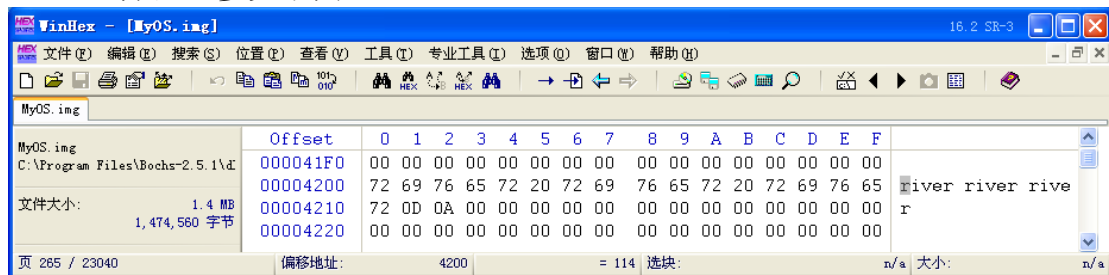 WinHex - [MyOS.img] 16.2 SR-3
文件(F) 编辑(E) 搜索(S) 位置(P) 查看(V) 工具(T) 专业工具(I) 选项(O) 窗口(W) 帮助(H)
MyOS.img
MyOS.img
C:\Program Files\Bochs-2.5.1\d
文件大小: 1.4 MB
1,474,560 字节
Offset 0 1 2 3 4 5 6 7 8 9 A B C D E F
000041F0 00 00 00 00 00 00 00 00 00 00 00 00 00 00 00 00
00004200 72 69 76 65 72 20 72 69 76 65 72 20 72 69 76 65 river river rive
00004210 72 0D 0A 00 00 00 00 00 00 00 00 00 00 00 00 00 r
00004220 00 00 00 00 00 00 00 00 00 00 00 00 00 00 00 00
页 265 / 23040 偏移地址: 4200 = 114 选块: n/a 大小: n/a